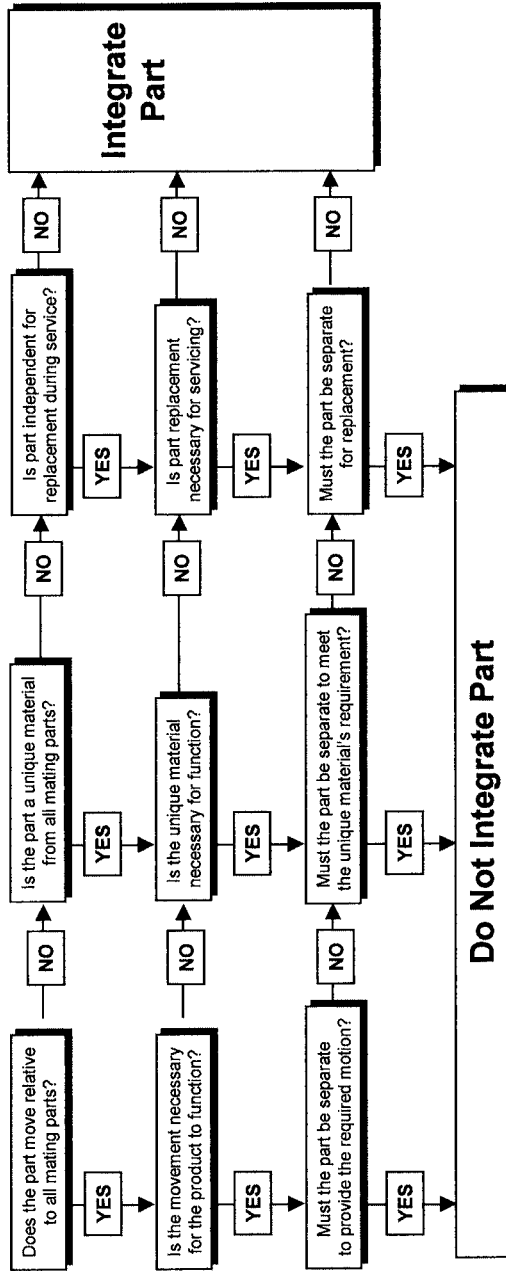 Does the part move relative
to all mating parts?
NO
Is the part a unique material
from all mating parts?
NO
Is part independent for
replacement during service?
NO
Integrate
Part
YES
YES
YES
Is the movement necessary
for the product to function?
NO
Is the unique material
necessary for function?
NO
Is part replacement
necessary for servicing?
NO
YES
YES
YES
Must the part be separate
to provide the required motion?
NO
Must the part be separate to meet
the unique material's requirement?
NO
Must the part be separate
for replacement?
NO
YES
YES
YES
Do Not Integrate Part